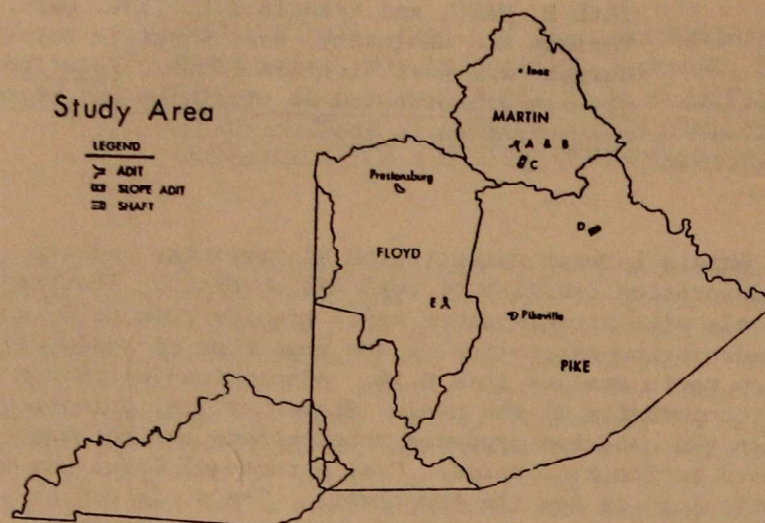 Study Area
LEGEND
ADIT
SLOPE ADIT
SHAFT
Inez
MARTIN
A & B
C
Prestonsburg
D
FLOYD
E
Pikeville
PIKE